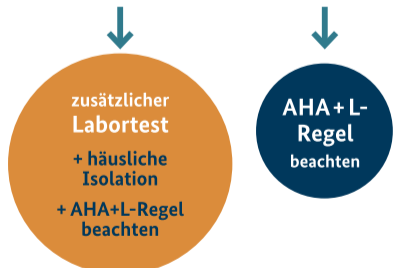 zusätzlicher
Labortest
+ häusliche
Isolation
+ AHA+L-Regel
beachten
AHA + L-
Regel
beachten